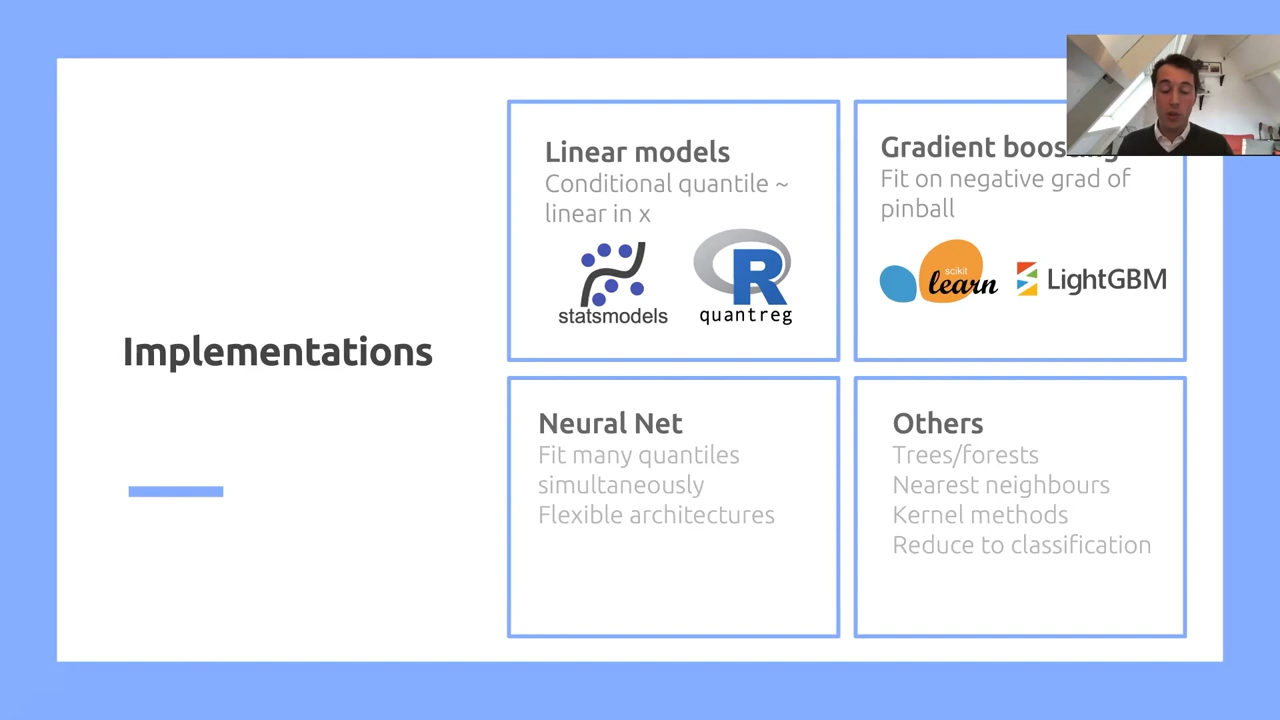 Implementations
Linear models
Conditional quantile ~
linear in x
statsmodels
R
quantreg
Gradient boosting
Fit on negative grad of
pinball
scikit
learn
LightGBM
Neural Net
Fit many quantiles
simultaneously
Flexible architectures
Others
Trees/forests
Nearest neighbours
Kernel methods
Reduce to classification